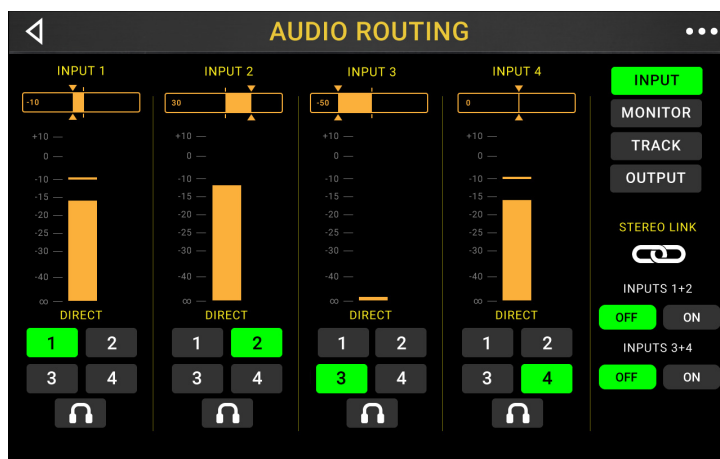 AUDIO ROUTING
INPUT 1
-10
+10
0
-10
-15
-20
-25
-30
-40
∞
DIRECT
1 2
3 4
INPUT 2
30
+10
0
-10
-15
-20
-25
-30
-40
∞
DIRECT
1 2
3 4
INPUT 3
-50
+10
0
-10
-15
-20
-25
-30
-40
∞
DIRECT
1 2
3 4
INPUT 4
0
+10
0
-10
-15
-20
-25
-30
-40
∞
DIRECT
1 2
3 4
INPUT
MONITOR
TRACK
OUTPUT
STEREO LINK
INPUTS 1+2
OFF ON
INPUTS 3+4
OFF ON